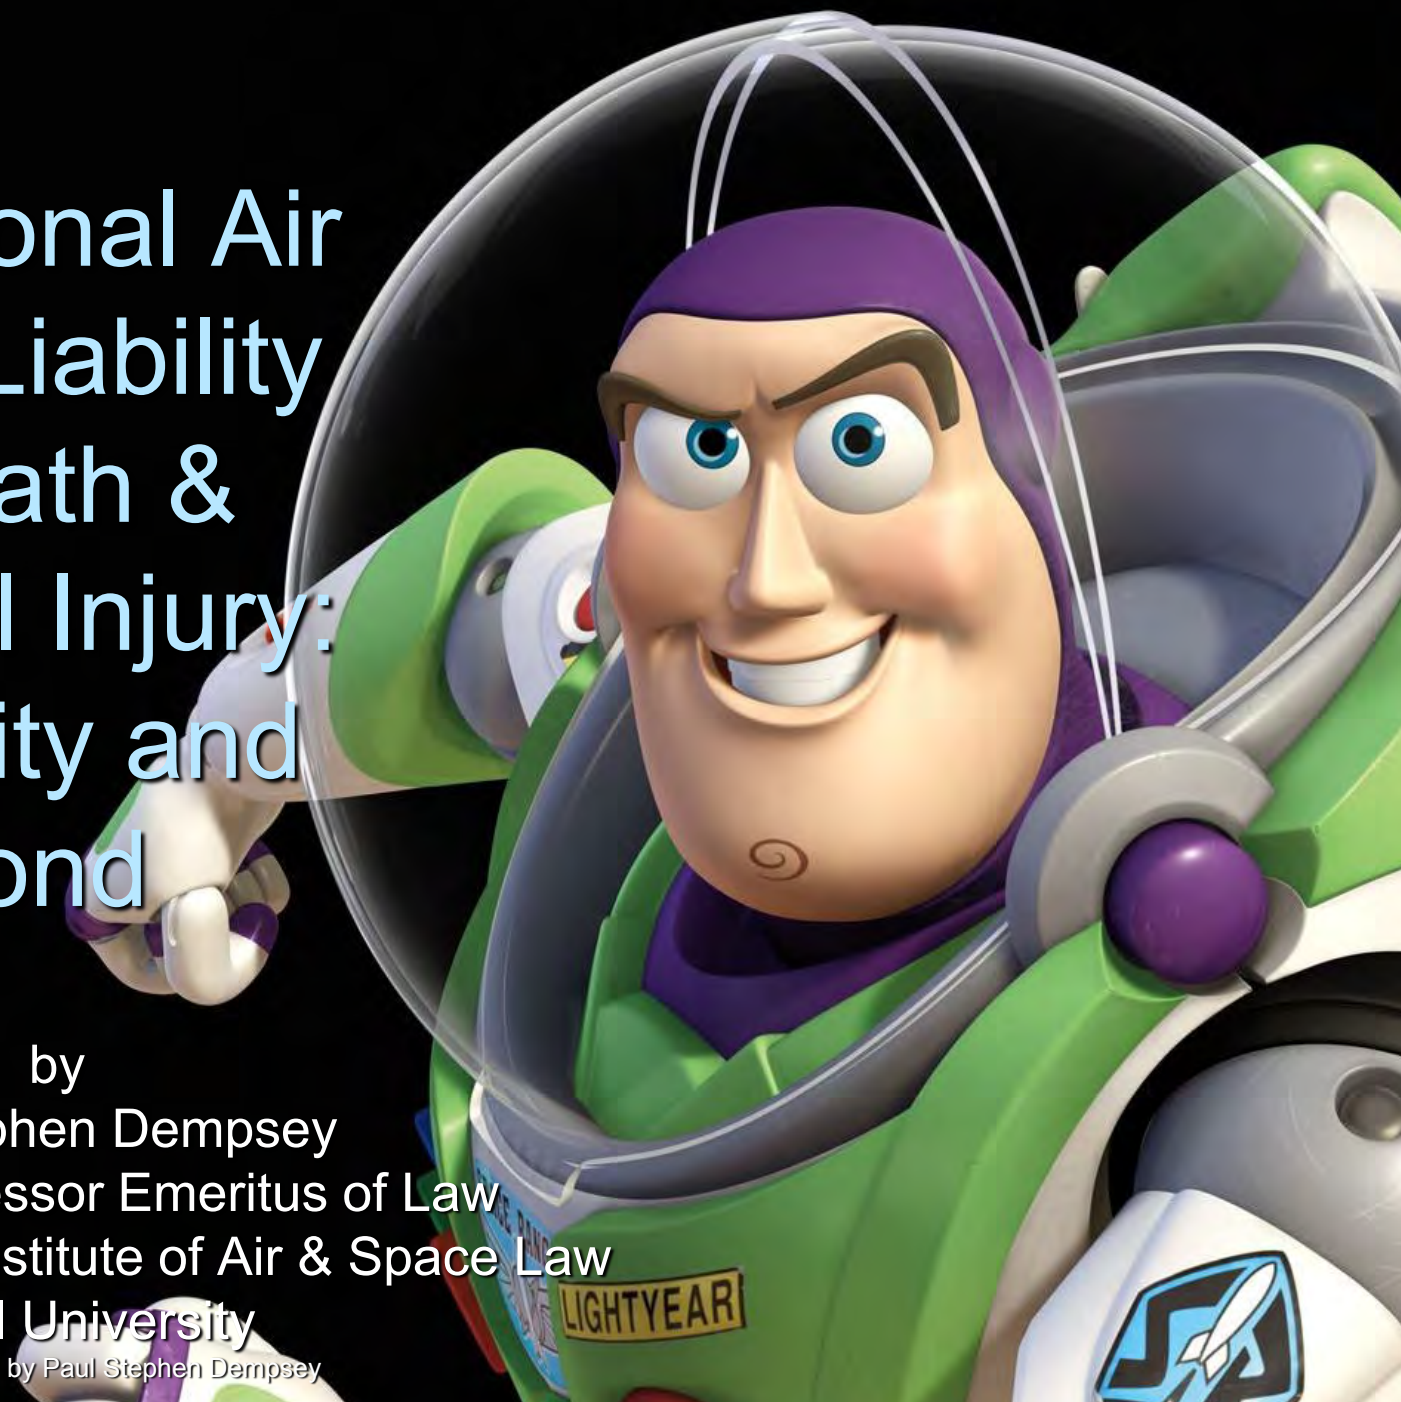 onal Air
Liability
ath &
l Injury:
ity and
ond
by
phen Dempsey
essor Emeritus of Law
stitute of Air & Space Law
l University
by Paul Stephen Dempsey
LIGHTYEAR